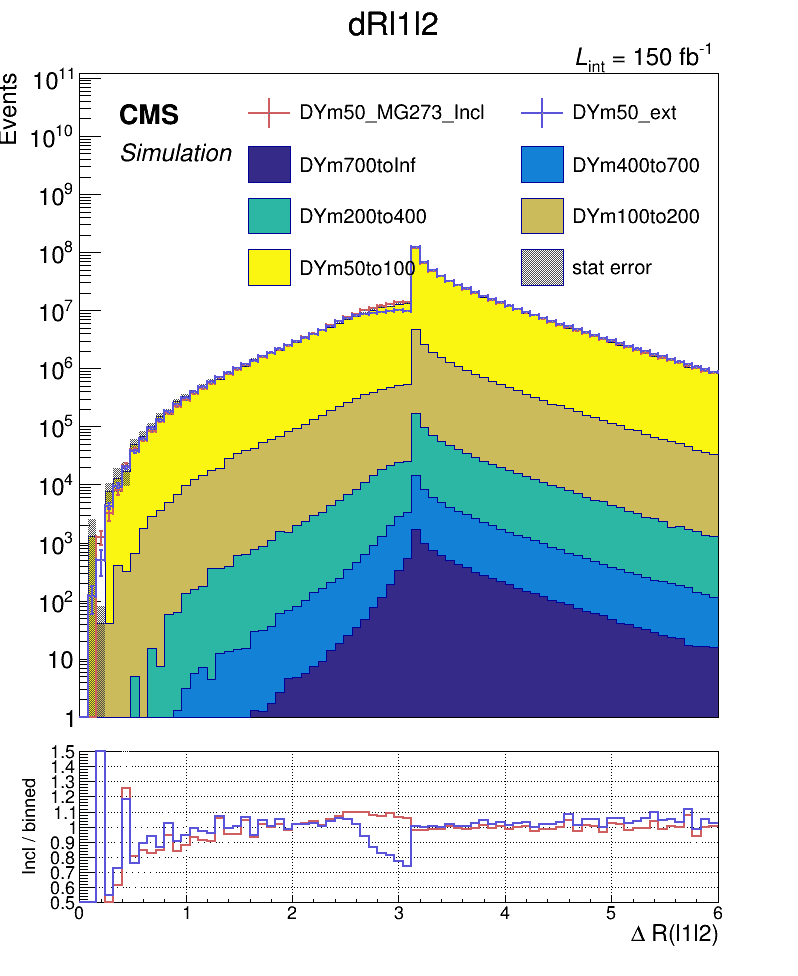 dRl1l2
L_int = 150 fb^-1
Events
CMS
Simulation
DYm50_MG273_Incl
DYm50_ext
DYm700toInf
DYm400to700
DYm200to400
DYm100to200
DYm50to100
stat error
10^11
10^10
10^9
10^8
10^7
10^6
10^5
10^4
10^3
10^2
10
1
Incl / binned
1.5
1.4
1.3
1.2
1.1
1
0.9
0.8
0.7
0.6
0.5
0 1 2 3 4 5 6
Δ R(l1l2)